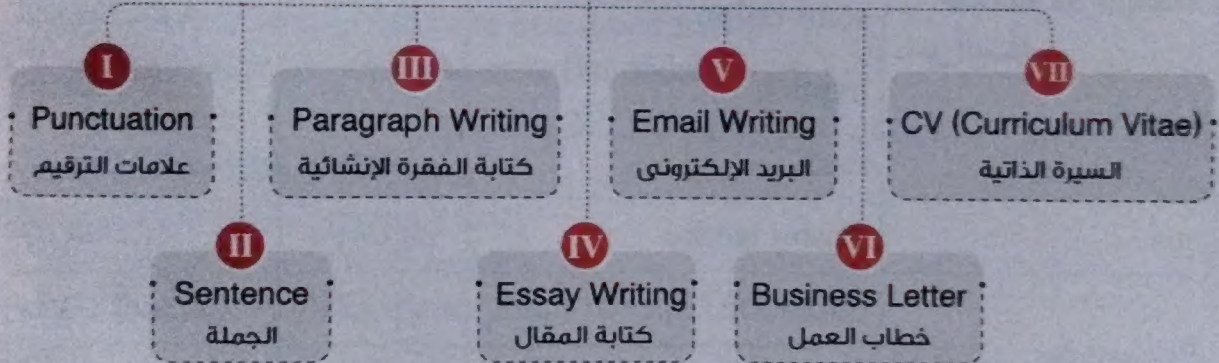 I
Punctuation
علامات الترقيم
II
Sentence
الجملة
III
Paragraph Writing
كتابة الفقرة الإنشائية
IV
Essay Writing
كتابة المقال
V
Email Writing
البريد الإلكترونى
VI
Business Letter
خطاب العمل
VII
CV (Curriculum Vitae)
السيرة الذاتية